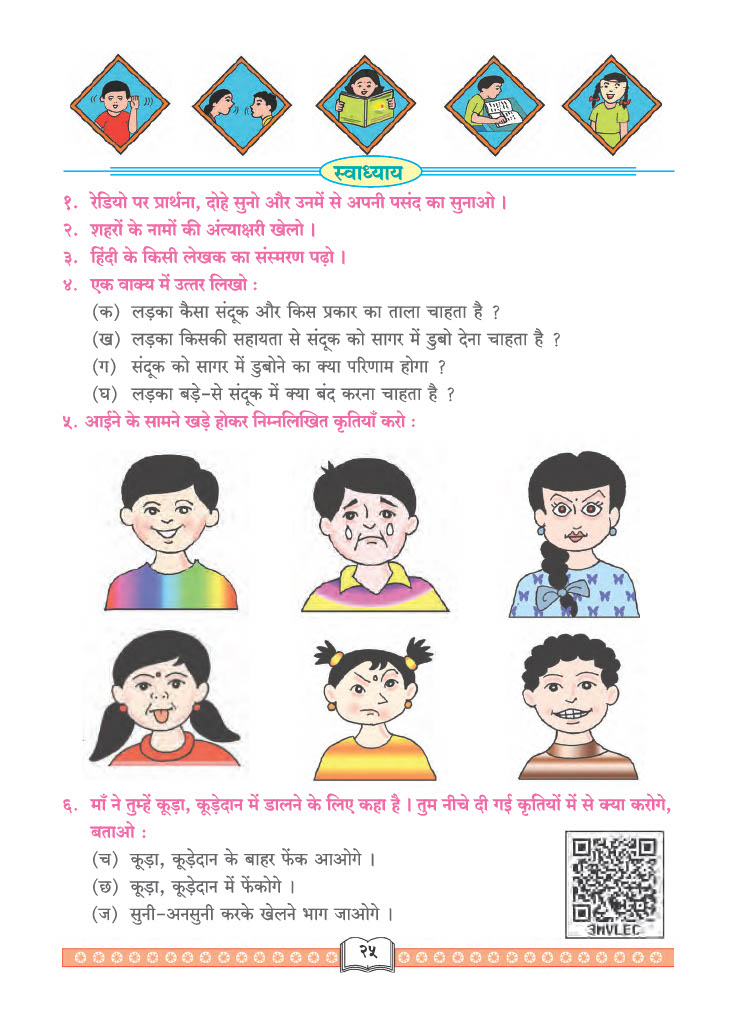 स्वाध्याय
१. रेडियो पर प्रार्थना, दोहे सुनो और उनमें से अपनी पसंद का सुनाओ ।
२. शहरों के नामों की अंत्याक्षरी खेलो ।
३. हिंदी के किसी लेखक का संस्मरण पढ़ो ।
४. एक वाक्य में उत्तर लिखो :
(क) लड़का कैसा संदूक और किस प्रकार का ताला चाहता है ?
(ख) लड़का किसकी सहायता से संदूक को सागर में डुबो देना चाहता है ?
(ग) संदूक को सागर में डुबोने का क्या परिणाम होगा ?
(घ) लड़का बड़े-से संदूक में क्या बंद करना चाहता है ?
५. आईने के सामने खड़े होकर निम्नलिखित कृतियाँ करो :
६. माँ ने तुम्हें कूड़ा, कूड़ेदान में डालने के लिए कहा है । तुम नीचे दी गई कृतियों में से क्या करोगे,
बताओ :
(च) कूड़ा, कूड़ेदान के बाहर फेंक आओगे ।
(छ) कूड़ा, कूड़ेदान में फेंकोगे ।
(ज) सुनी-अनसुनी करके खेलने भाग जाओगे ।
3MVLEC
२५